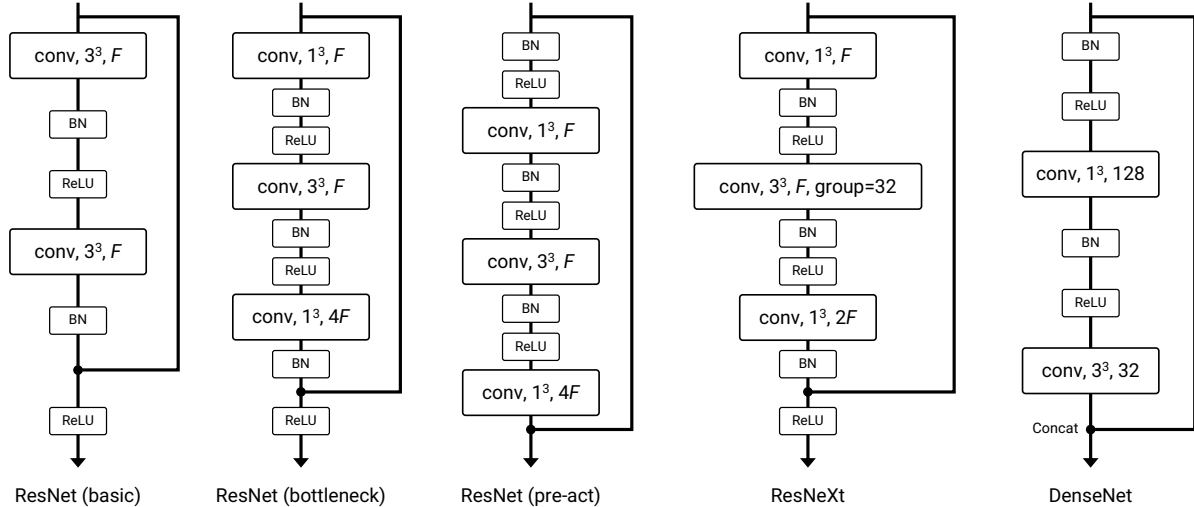 conv, 3³, F
BN
ReLU
conv, 3³, F
BN
ReLU
ResNet (basic)
conv, 1³, F
BN
ReLU
conv, 3³, F
BN
ReLU
conv, 1³, 4F
BN
ReLU
ResNet (bottleneck)
BN
ReLU
conv, 1³, F
BN
ReLU
conv, 3³, F
BN
ReLU
conv, 1³, 4F
ResNet (pre-act)
conv, 1³, F
BN
ReLU
conv, 3³, F, group=32
BN
ReLU
conv, 1³, 2F
BN
ReLU
ResNeXt
BN
ReLU
conv, 1³, 128
BN
ReLU
conv, 3³, 32
Concat
DenseNet